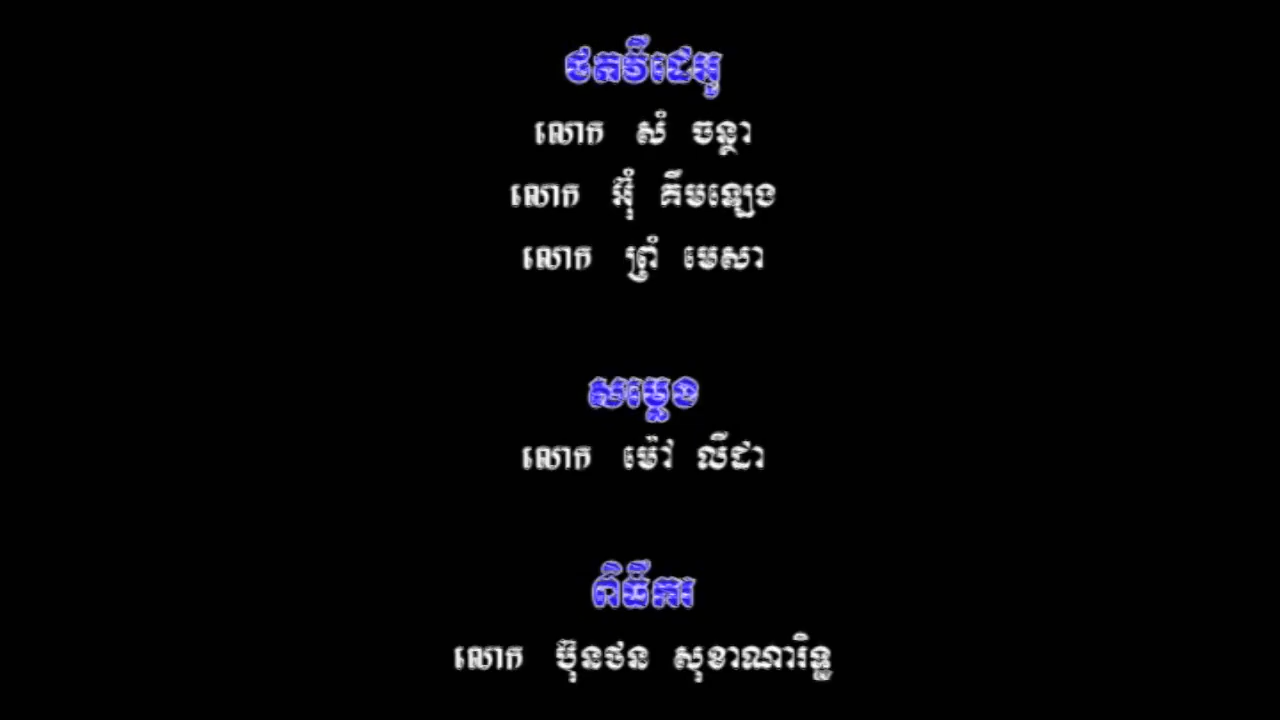 ថតវីដេអូ
លោក សំ ចន្ថា
លោក អ៊ុំ គឹមឡេង
លោក ព្រំ មេសា
សម្លេង
លោក ម៉ៅ លីដា
ពិធីការ
លោក ប៊ុនថន សុខាណារិទ្ធ